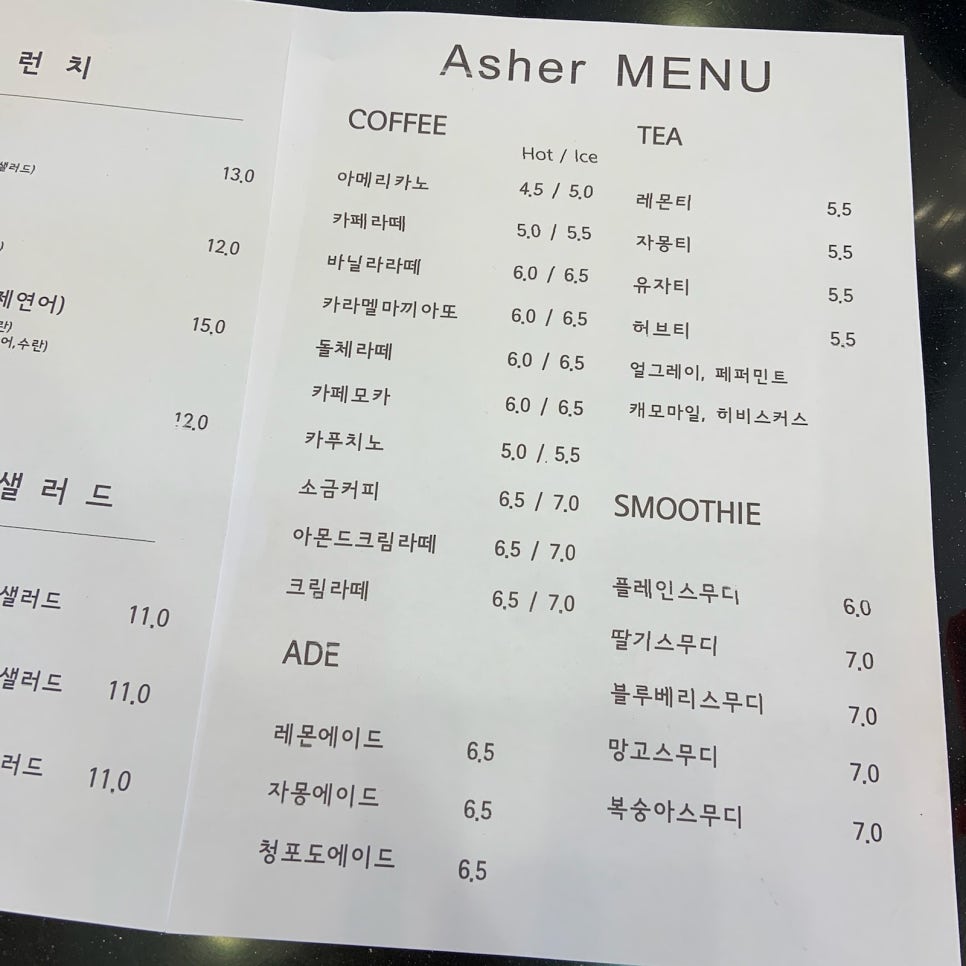 런 치
샐러드)
13.0
)
12.0
제연어)
란)
15.0
어,수란)
12.0
샐 러 드
샐러드 11.0
샐러드 11.0
러드 11.0
Asher MENU
COFFEE
Hot / Ice
아메리카노 4.5 / 5.0
카페라떼 5.0 / 5.5
바닐라라떼 6.0 / 6.5
카라멜마끼아또 6.0 / 6.5
돌체라떼 6.0 / 6.5
카페모카 6.0 / 6.5
카푸치노 5.0 / 5.5
소금커피 6.5 / 7.0
아몬드크림라떼 6.5 / 7.0
크림라떼 6.5 / 7.0
ADE
레몬에이드 6.5
자몽에이드 6.5
청포도에이드 6.5
TEA
레몬티 5.5
자몽티 5.5
유자티 5.5
허브티 5.5
얼그레이, 페퍼민트
캐모마일, 히비스커스
SMOOTHIE
플레인스무디 6.0
딸기스무디 7.0
블루베리스무디 7.0
망고스무디 7.0
복숭아스무디 7.0